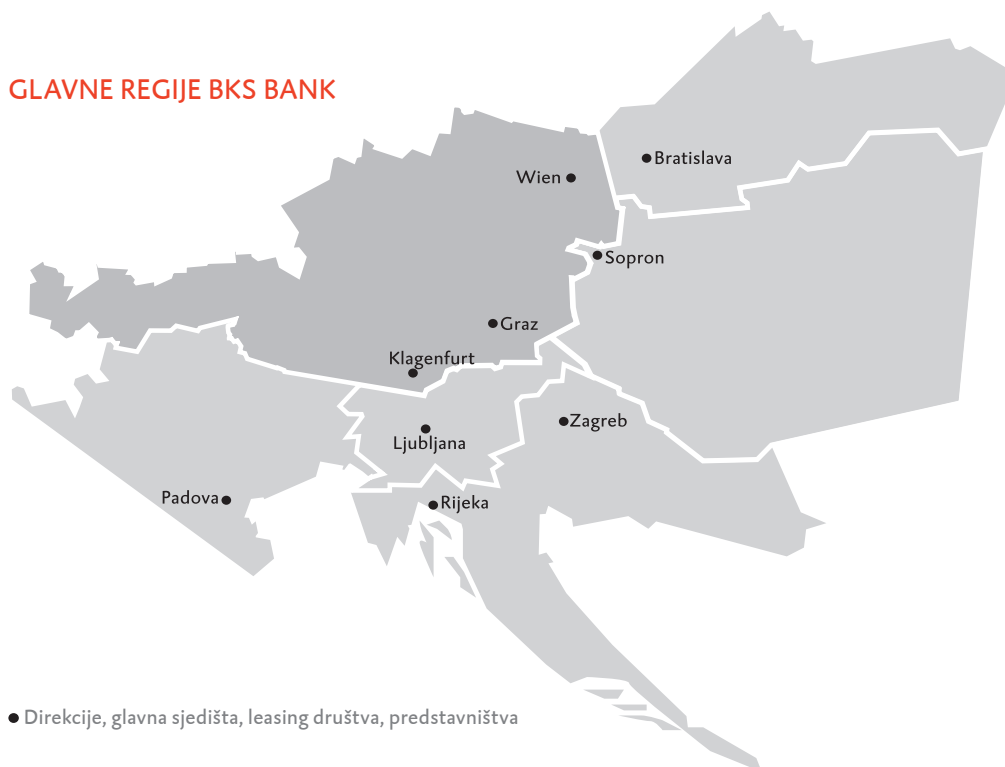 GLAVNE REGIJE BKS BANK
Bratislava
Wien
Sopron
Graz
Klagenfurt
Zagreb
Ljubljana
Padova
Rijeka
Direkcije, glavna sjedišta, leasing društva, predstavništva